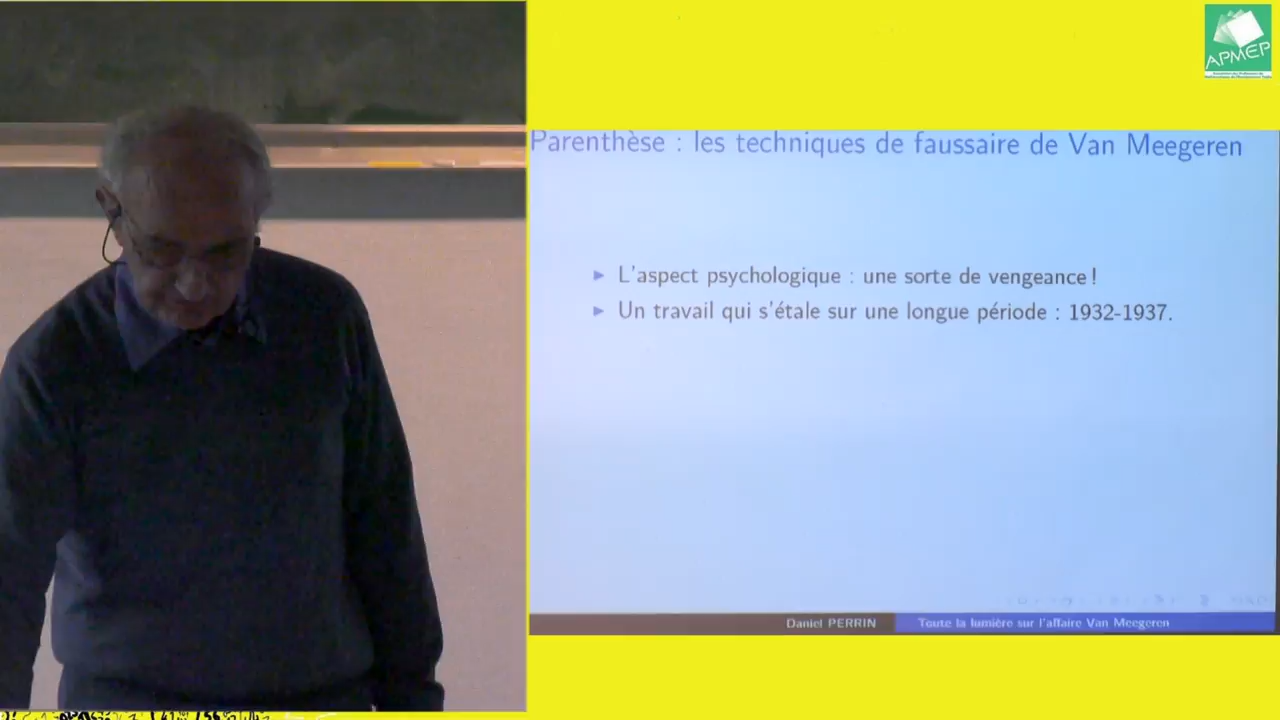 APMEP
Parenthèse : les techniques de faussaire de Van Meegeren
L'aspect psychologique : une sorte de vengeance !
Un travail qui s'étale sur une longue période : 1932-1937.
Daniel PERRIN
Toute la lumière sur l'affaire Van Meegeren